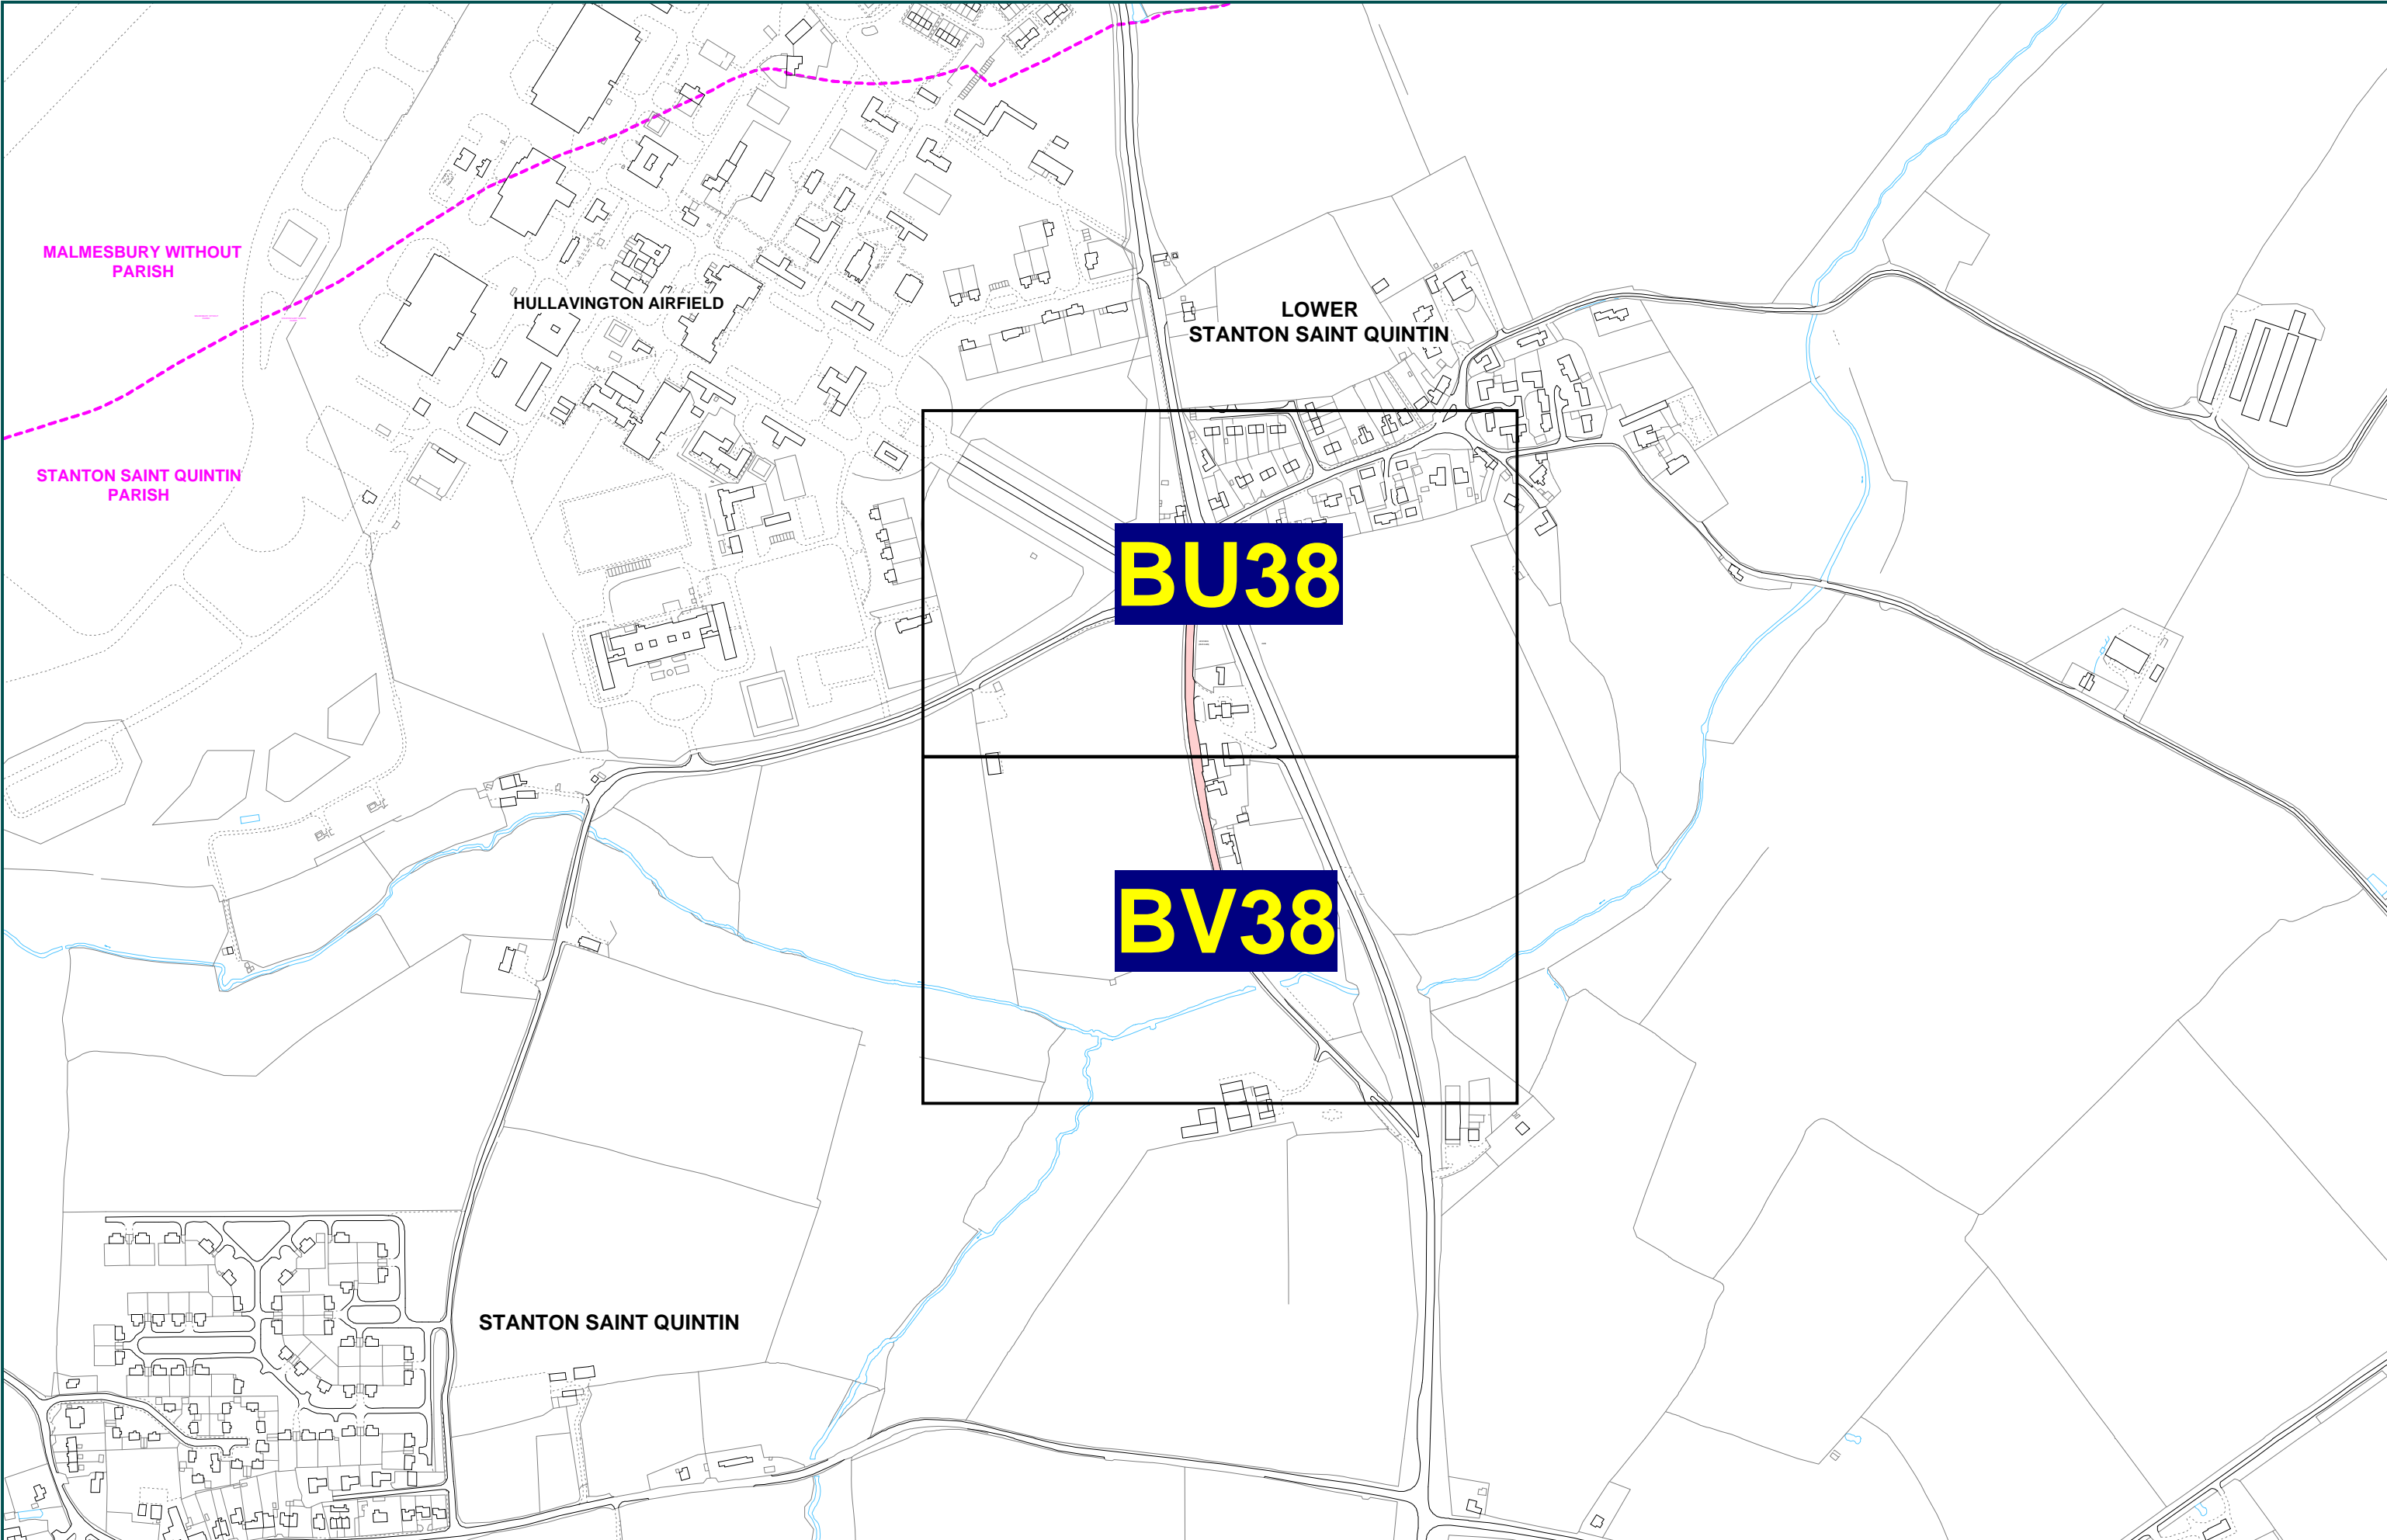 MALMESBURY WITHOUT
PARISH
HULLAVINGTON AIRFIELD
LOWER
STANTON SAINT QUINTIN
STANTON SAINT QUINTIN
PARISH
BU38
BV38
STANTON SAINT QUINTIN